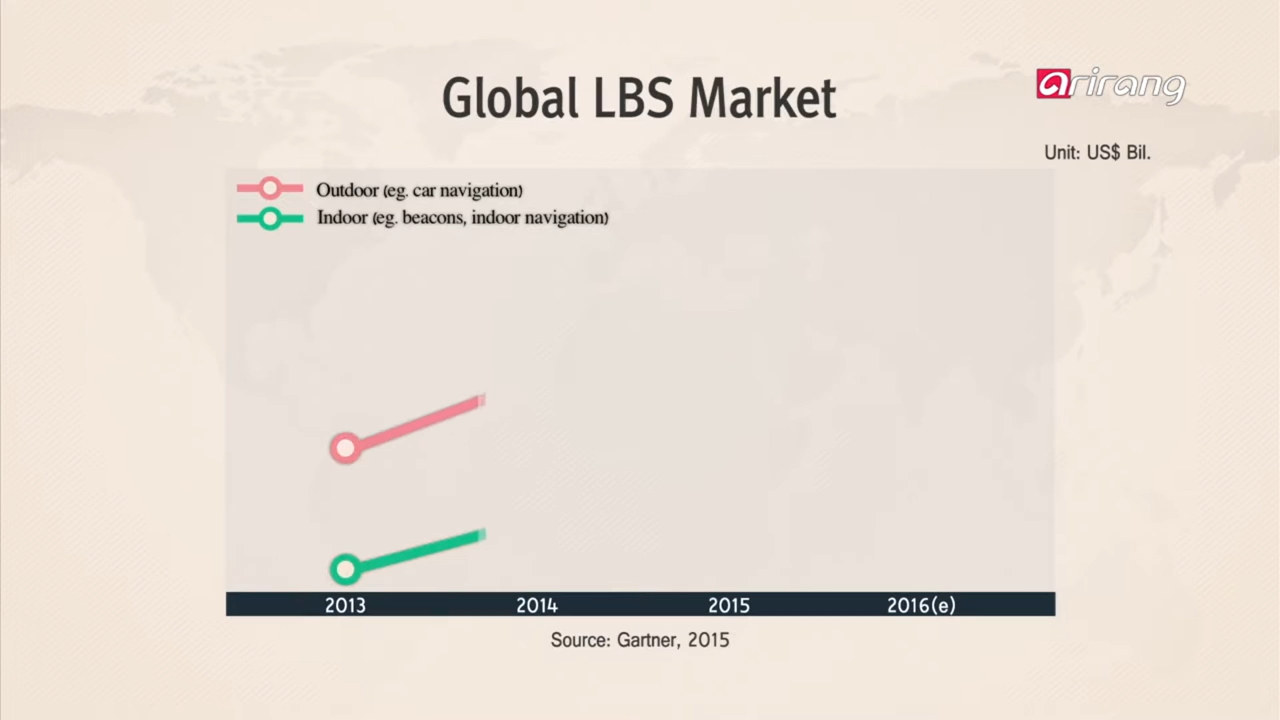 Global LBS Market
arirang
Unit: US$ Bil.
Outdoor (eg. car navigation)
Indoor (eg. beacons, indoor navigation)
2013 2014 2015 2016(e)
Source: Gartner, 2015